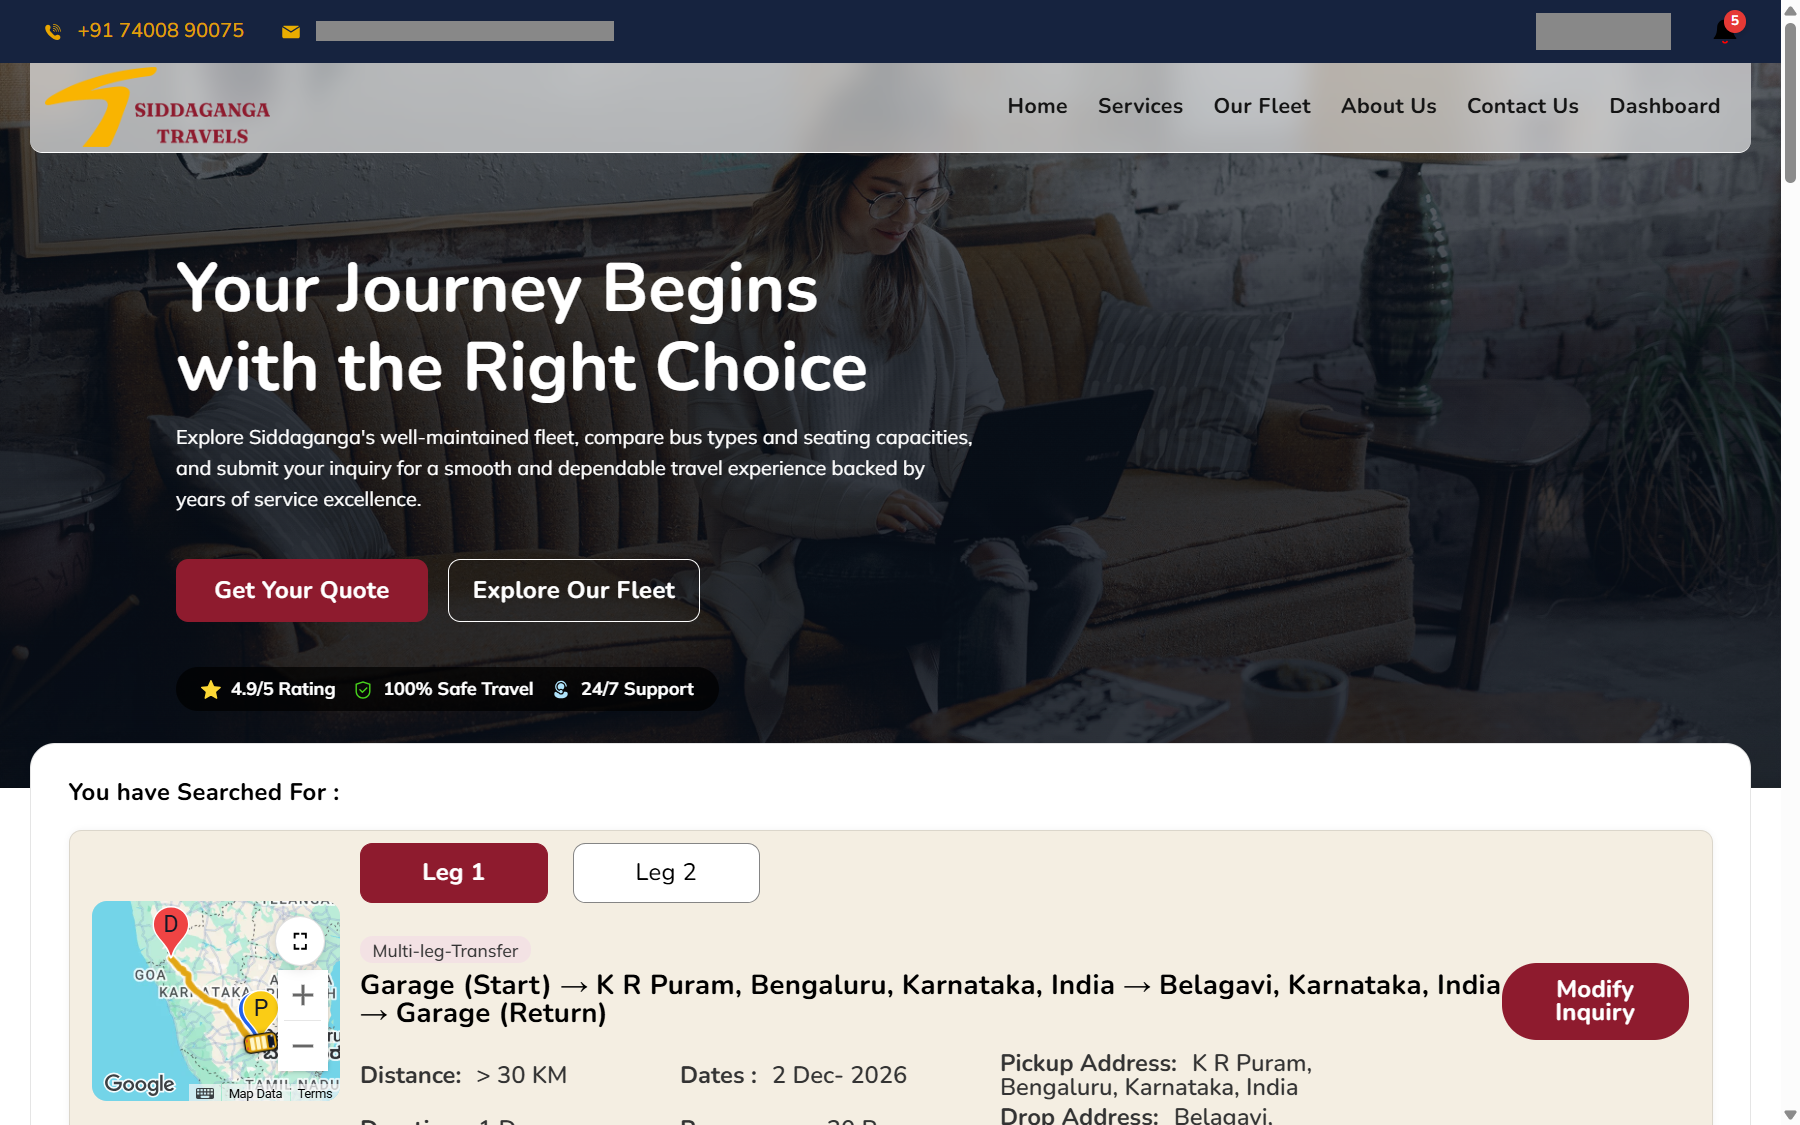 +91 74008 90075
5
SIDDAGANGA
TRAVELS
Home
Services
Our Fleet
About Us
Contact Us
Dashboard
Your Journey Begins
with the Right Choice
Explore Siddaganga's well-maintained fleet, compare bus types and seating capacities,
and submit your inquiry for a smooth and dependable travel experience backed by
years of service excellence.
Get Your Quote
Explore Our Fleet
4.9/5 Rating
100% Safe Travel
24/7 Support
You have Searched For :
Leg 1
Leg 2
D
GOA
P
TAMIL NADU
Google
Map Data
Terms
Multi-leg-Transfer
Garage (Start) → K R Puram, Bengaluru, Karnataka, India → Belagavi, Karnataka, India
→ Garage (Return)
Modify
Inquiry
Distance: > 30 KM
Dates : 2 Dec- 2026
Pickup Address: K R Puram,
Bengaluru, Karnataka, India
Drop Address: Belagavi,